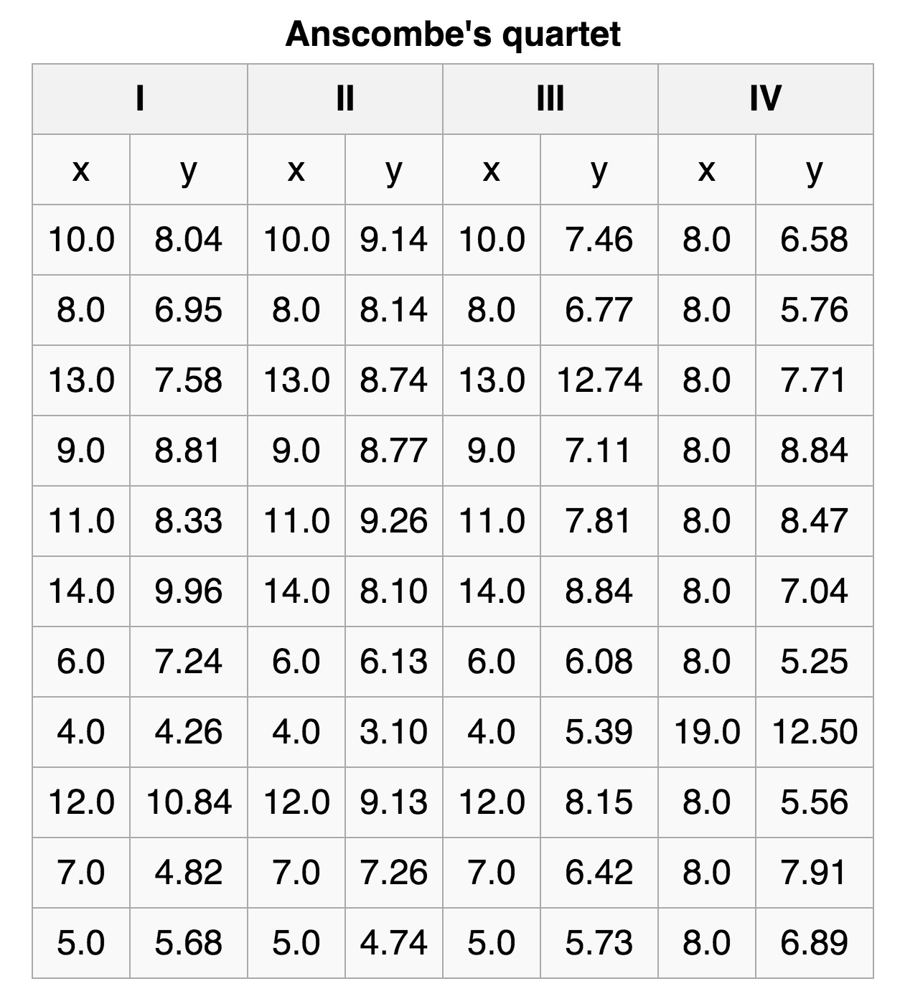 Anscombe's quartet
I II III IV
x y x y x y x y
10.0 8.04 10.0 9.14 10.0 7.46 8.0 6.58
8.0 6.95 8.0 8.14 8.0 6.77 8.0 5.76
13.0 7.58 13.0 8.74 13.0 12.74 8.0 7.71
9.0 8.81 9.0 8.77 9.0 7.11 8.0 8.84
11.0 8.33 11.0 9.26 11.0 7.81 8.0 8.47
14.0 9.96 14.0 8.10 14.0 8.84 8.0 7.04
6.0 7.24 6.0 6.13 6.0 6.08 8.0 5.25
4.0 4.26 4.0 3.10 4.0 5.39 19.0 12.50
12.0 10.84 12.0 9.13 12.0 8.15 8.0 5.56
7.0 4.82 7.0 7.26 7.0 6.42 8.0 7.91
5.0 5.68 5.0 4.74 5.0 5.73 8.0 6.89